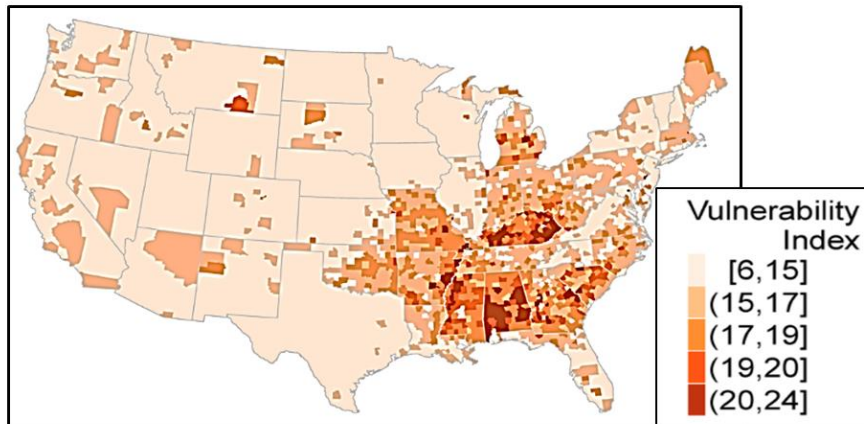 Vulnerability
Index
[6,15]
(15,17]
(17,19]
(19,20]
(20,24]